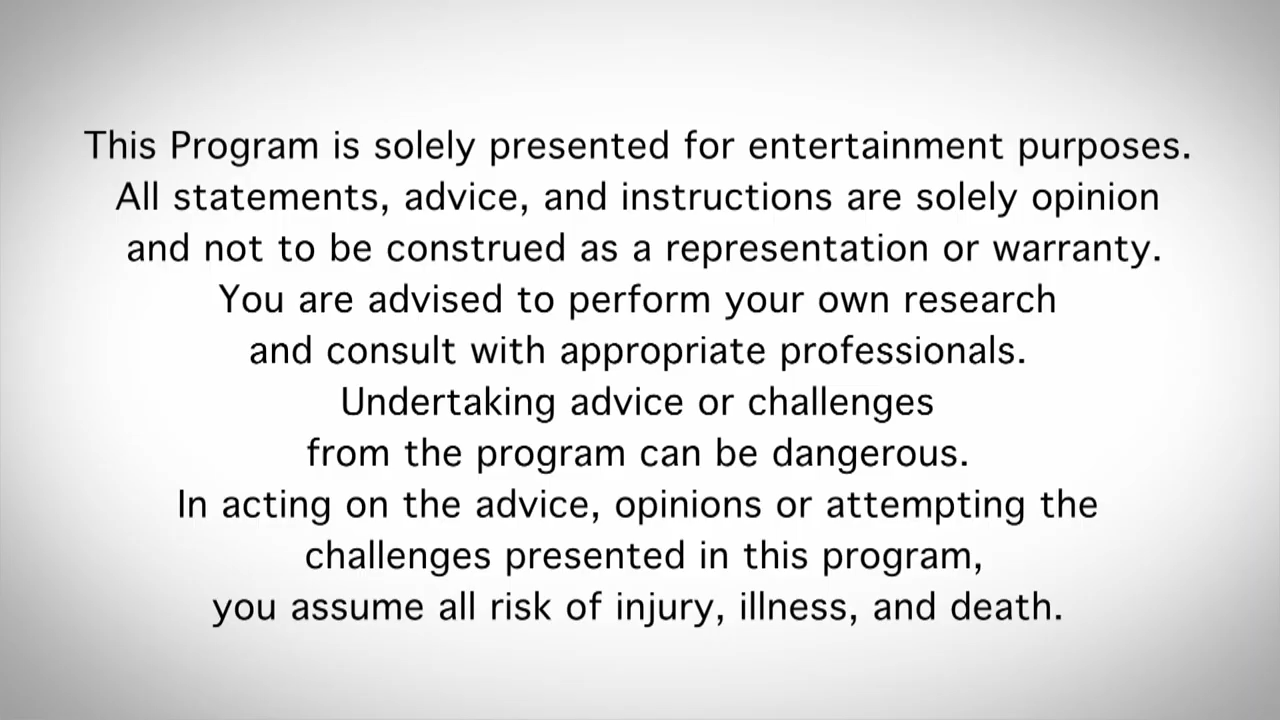 This Program is solely presented for entertainment purposes.
All statements, advice, and instructions are solely opinion
and not to be construed as a representation or warranty.
You are advised to perform your own research
and consult with appropriate professionals.
Undertaking advice or challenges
from the program can be dangerous.
In acting on the advice, opinions or attempting the
challenges presented in this program,
you assume all risk of injury, illness, and death.